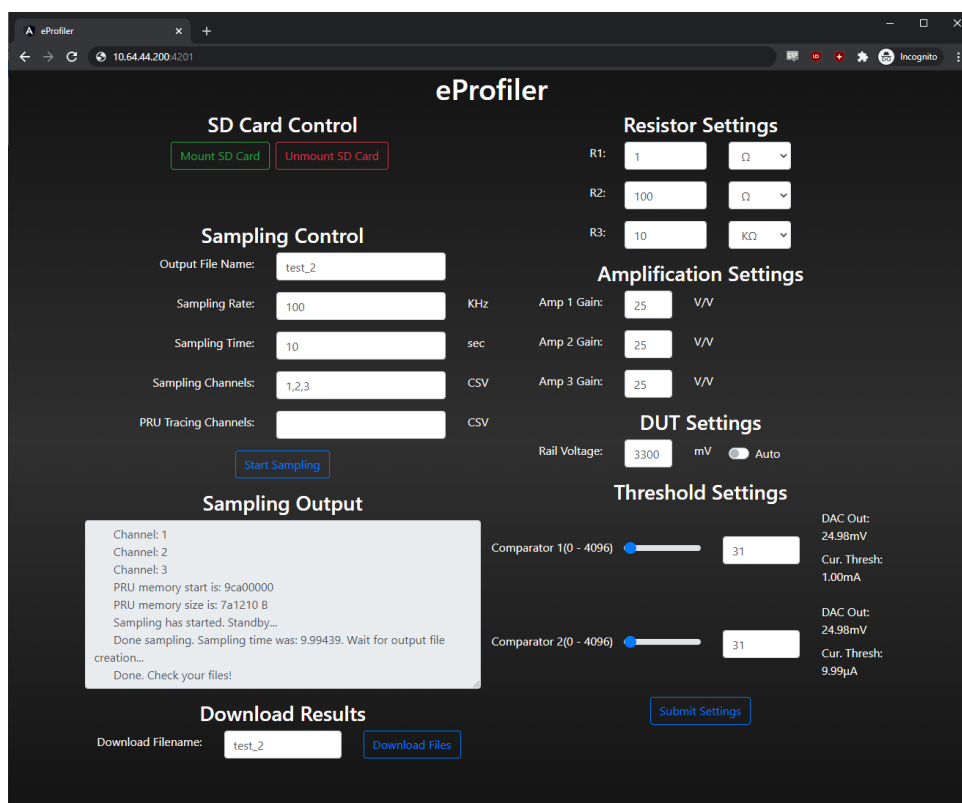 eProfiler
10.64.44.200:4201
Incognito
eProfiler
SD Card Control
Mount SD Card
Unmount SD Card
Sampling Control
Output File Name: test_2
Sampling Rate: 100 KHz
Sampling Time: 10 sec
Sampling Channels: 1,2,3 CSV
PRU Tracing Channels: CSV
Start Sampling
Sampling Output
Channel: 1
Channel: 2
Channel: 3
PRU memory start is: 9ca00000
PRU memory size is: 7a1210 B
Sampling has started. Standby...
Done sampling. Sampling time was: 9.99439. Wait for output file
creation...
Done. Check your files!
Download Results
Download Filename: test_2 Download Files
Resistor Settings
R1: 1 Ω
R2: 100 Ω
R3: 10 KΩ
Amplification Settings
Amp 1 Gain: 25 V/V
Amp 2 Gain: 25 V/V
Amp 3 Gain: 25 V/V
DUT Settings
Rail Voltage: 3300 mV Auto
Threshold Settings
Comparator 1(0 - 4096) 31
DAC Out:
24.98mV
Cur. Thresh:
1.00mA
Comparator 2(0 - 4096) 31
DAC Out:
24.98mV
Cur. Thresh:
9.99µA
Submit Settings